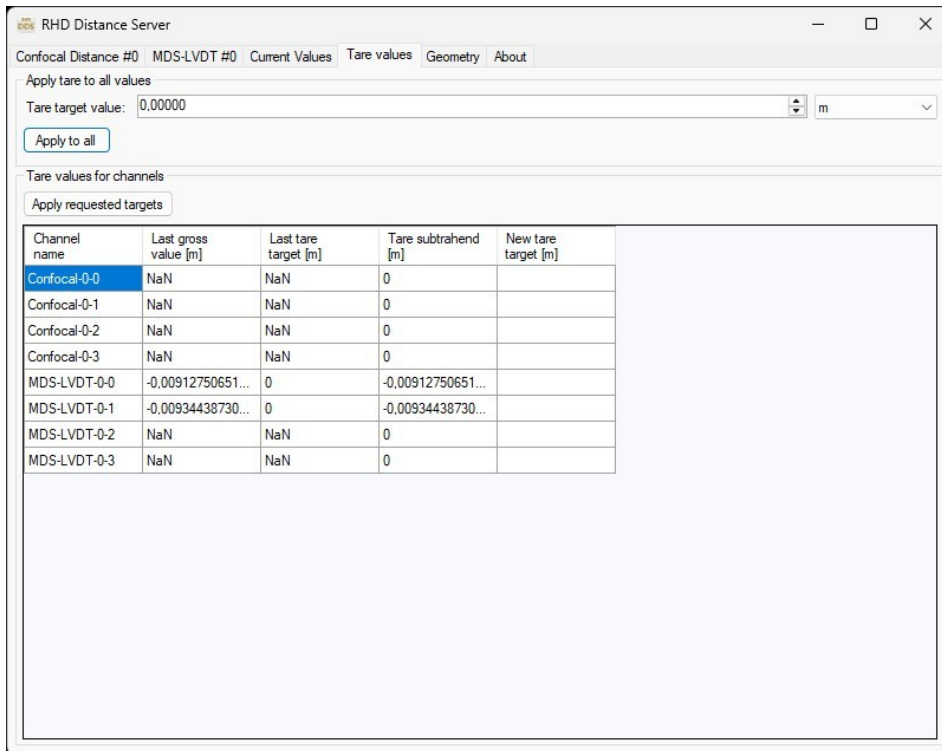 RHD Distance Server
Confocal Distance #0 MDS-LVDT #0 Current Values Tare values Geometry About
Apply tare to all values
Tare target value: 0,00000 m
Apply to all
Tare values for channels
Apply requested targets
Channel name Last gross value [m] Last tare target [m] Tare subtrahend [m] New tare target [m]
Confocal-0-0 NaN NaN 0
Confocal-0-1 NaN NaN 0
Confocal-0-2 NaN NaN 0
Confocal-0-3 NaN NaN 0
MDS-LVDT-0-0 -0,00912750651... 0 -0,00912750651...
MDS-LVDT-0-1 -0,00934438730... 0 -0,00934438730...
MDS-LVDT-0-2 NaN NaN 0
MDS-LVDT-0-3 NaN NaN 0